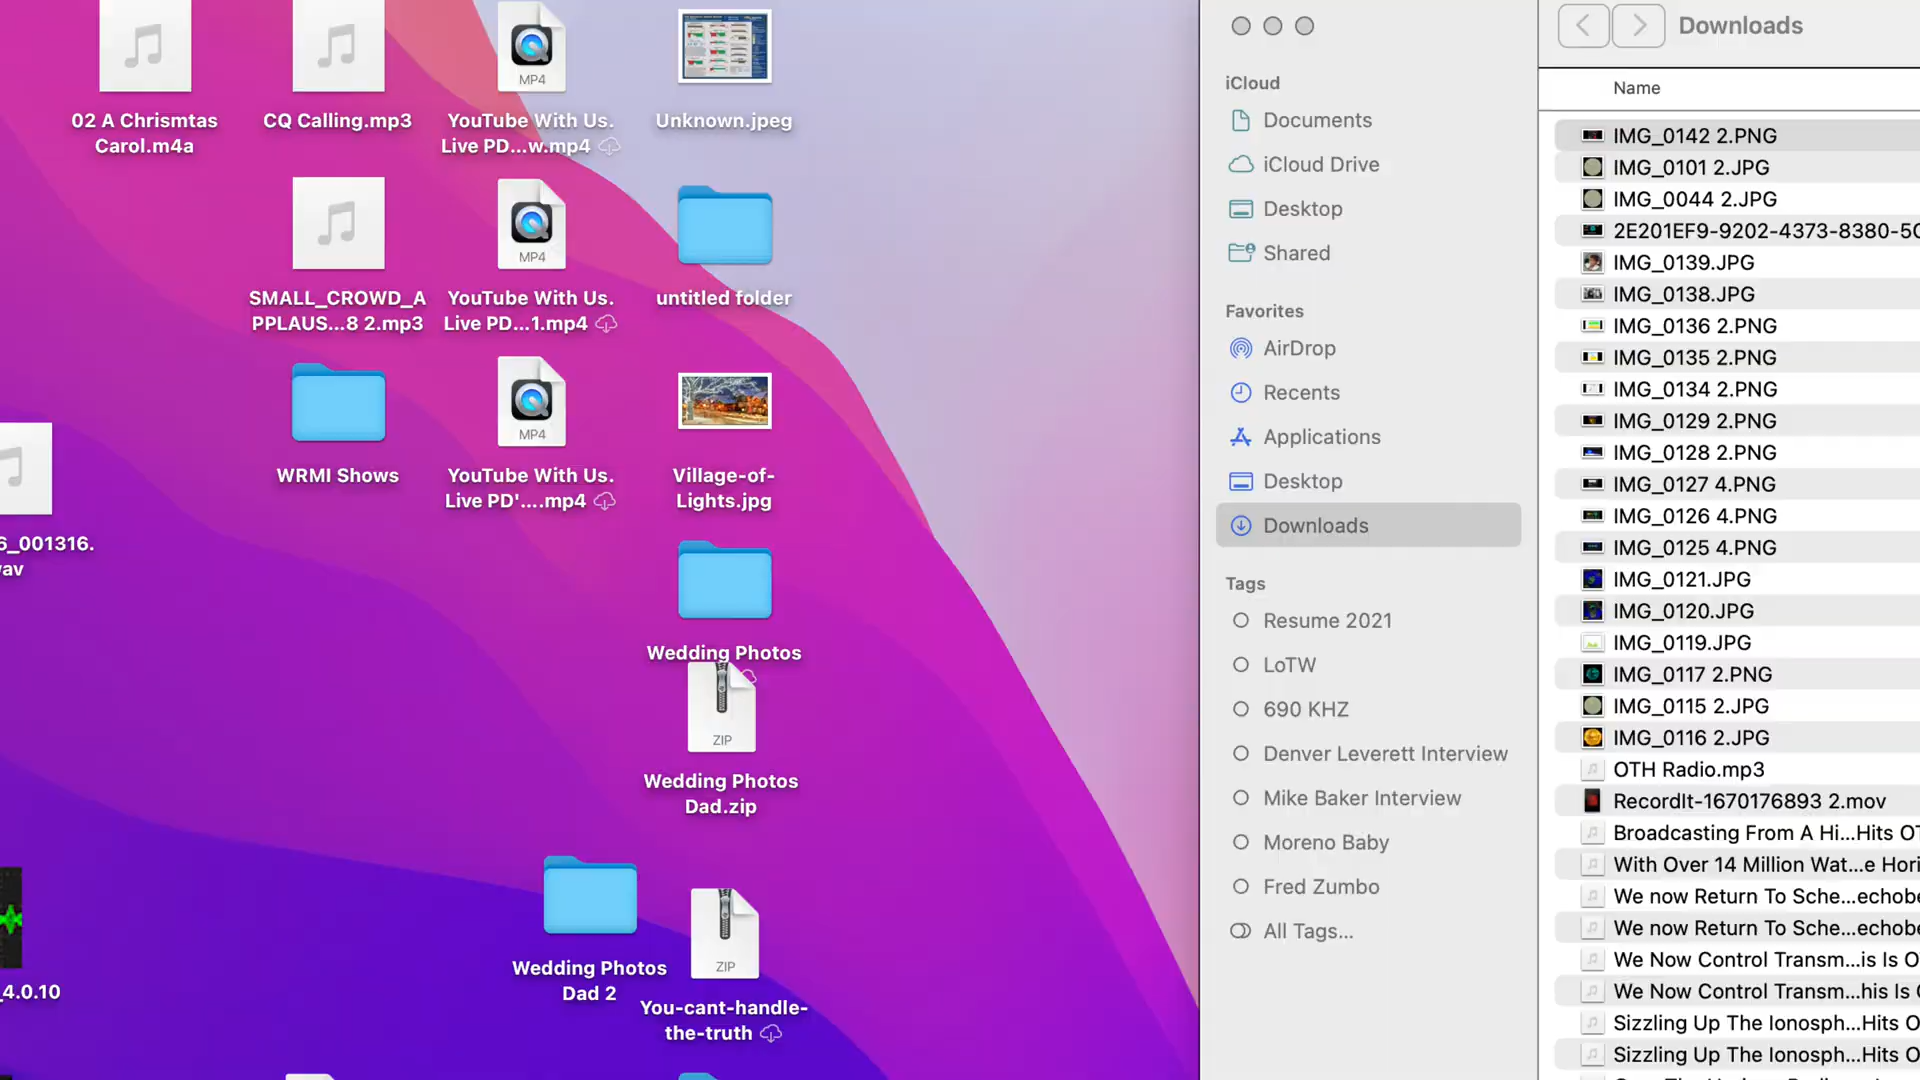 02 A Chrismtas
Carol.m4a
CQ Calling.mp3
MP4
YouTube With Us.
Live PD...w.mp4
Unknown.jpeg
SMALL_CROWD_A
PPLAUS...8 2.mp3
MP4
YouTube With Us.
Live PD...1.mp4
untitled folder
WRMI Shows
MP4
YouTube With Us.
Live PD'....mp4
Village-of-
Lights.jpg
6_001316.
av
Wedding Photos
ZIP
Wedding Photos
Dad.zip
Wedding Photos
Dad 2
ZIP
You-cant-handle-
the-truth
_4.0.10
iCloud
Documents
iCloud Drive
Desktop
Shared
Favorites
AirDrop
Recents
Applications
Desktop
Downloads
Tags
Resume 2021
LoTW
690 KHZ
Denver Leverett Interview
Mike Baker Interview
Moreno Baby
Fred Zumbo
All Tags...
Downloads
Name
IMG_0142 2.PNG
IMG_0101 2.JPG
IMG_0044 2.JPG
2E201EF9-9202-4373-8380-5
IMG_0139.JPG
IMG_0138.JPG
IMG_0136 2.PNG
IMG_0135 2.PNG
IMG_0134 2.PNG
IMG_0129 2.PNG
IMG_0128 2.PNG
IMG_0127 4.PNG
IMG_0126 4.PNG
IMG_0125 4.PNG
IMG_0121.JPG
IMG_0120.JPG
IMG_0119.JPG
IMG_0117 2.PNG
IMG_0115 2.JPG
IMG_0116 2.JPG
OTH Radio.mp3
RecordIt-1670176893 2.mov
Broadcasting From A Hi...Hits OT
With Over 14 Million Wat...e Hori
We now Return To Sche...echobe
We now Return To Sche...echobe
We Now Control Transm...is Is O
We Now Control Transm...his Is
Sizzling Up The Ionosph...Hits O
Sizzling Up The Ionosph...Hits O